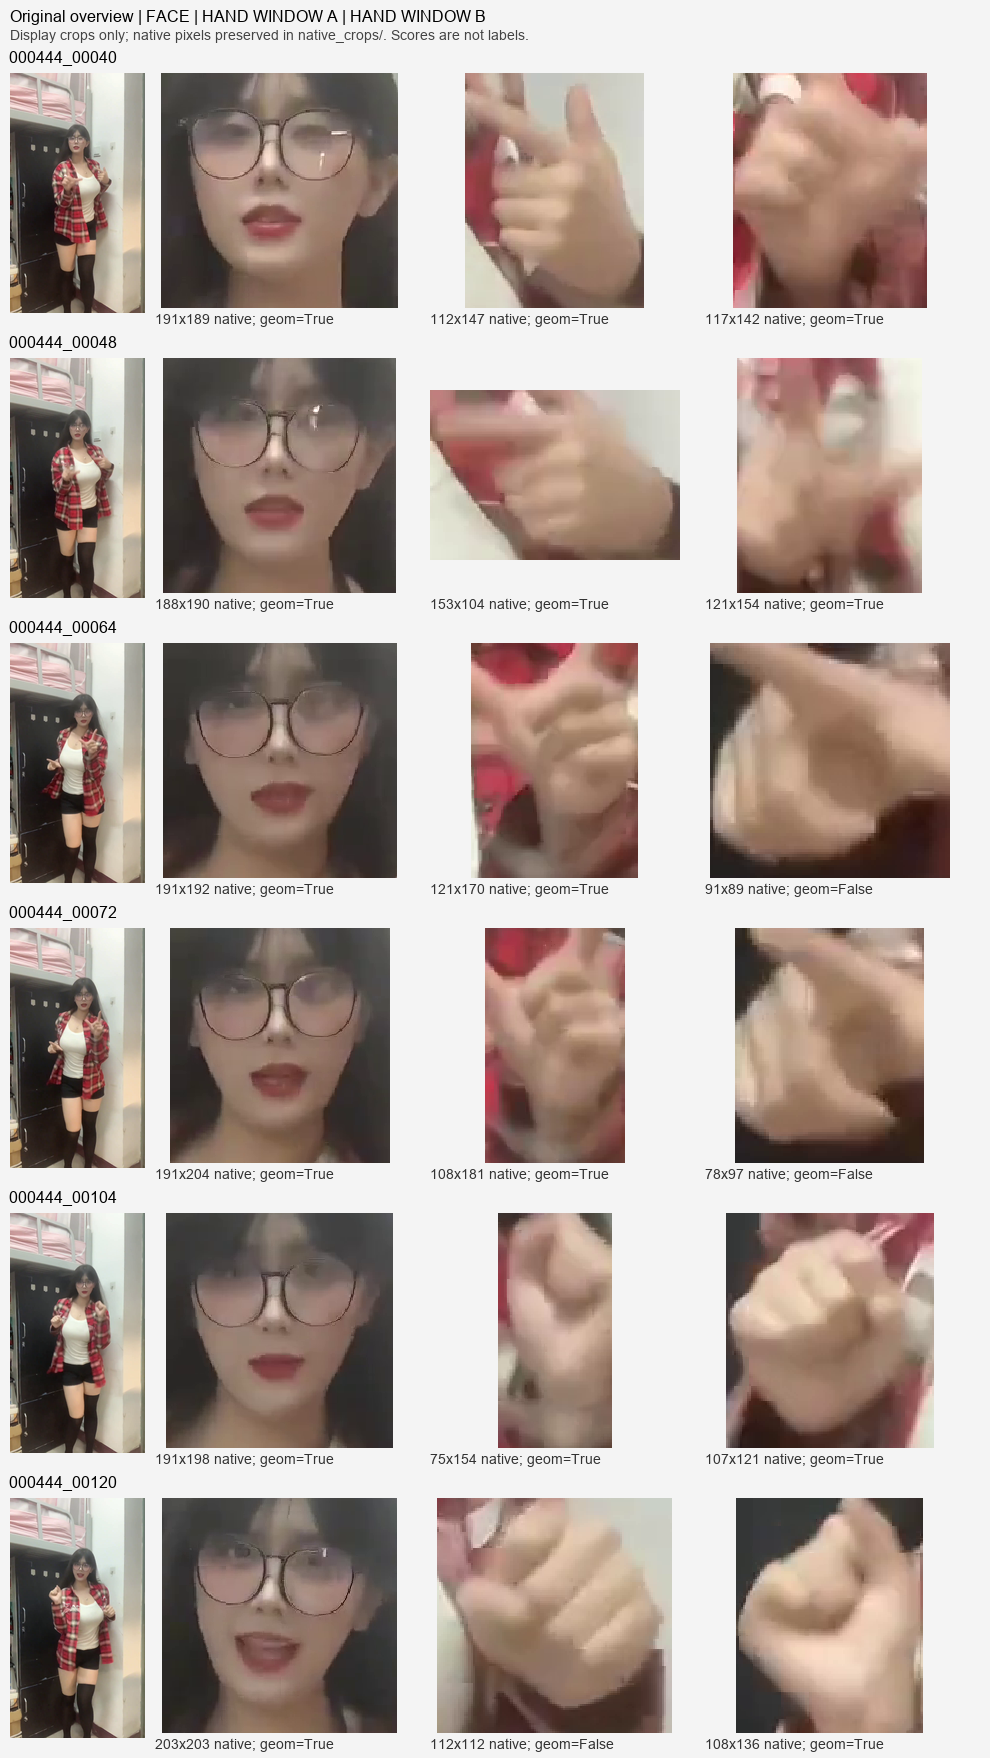 Original overview | FACE | HAND WINDOW A | HAND WINDOW B
Display crops only; native pixels preserved in native_crops/. Scores are not labels.
000444_00040
191x189 native; geom=True
112x147 native; geom=True
117x142 native; geom=True
000444_00048
188x190 native; geom=True
153x104 native; geom=True
121x154 native; geom=True
000444_00064
191x192 native; geom=True
121x170 native; geom=True
91x89 native; geom=False
000444_00072
191x204 native; geom=True
108x181 native; geom=True
78x97 native; geom=False
000444_00104
191x198 native; geom=True
75x154 native; geom=True
107x121 native; geom=True
000444_00120
203x203 native; geom=True
112x112 native; geom=False
108x136 native; geom=True